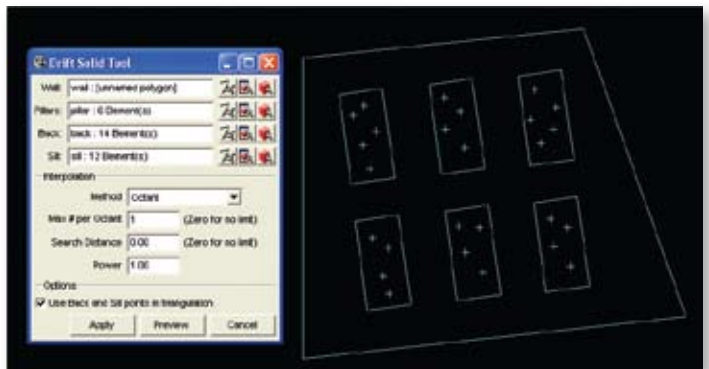 Drift Solid Tool
Wall: wall : [unnamed polygon]
Pillars: pillar : 6 Element(s)
Back: back : 14 Element(s)
Sill: sill : 12 Element(s)
Interpolation
Method Octant
Max # per Octant 1 (Zero for no limit)
Search Distance 0.00 (Zero for no limit)
Power 1.00
Options
Use Back and Sill points in triangulation
Apply Preview Cancel